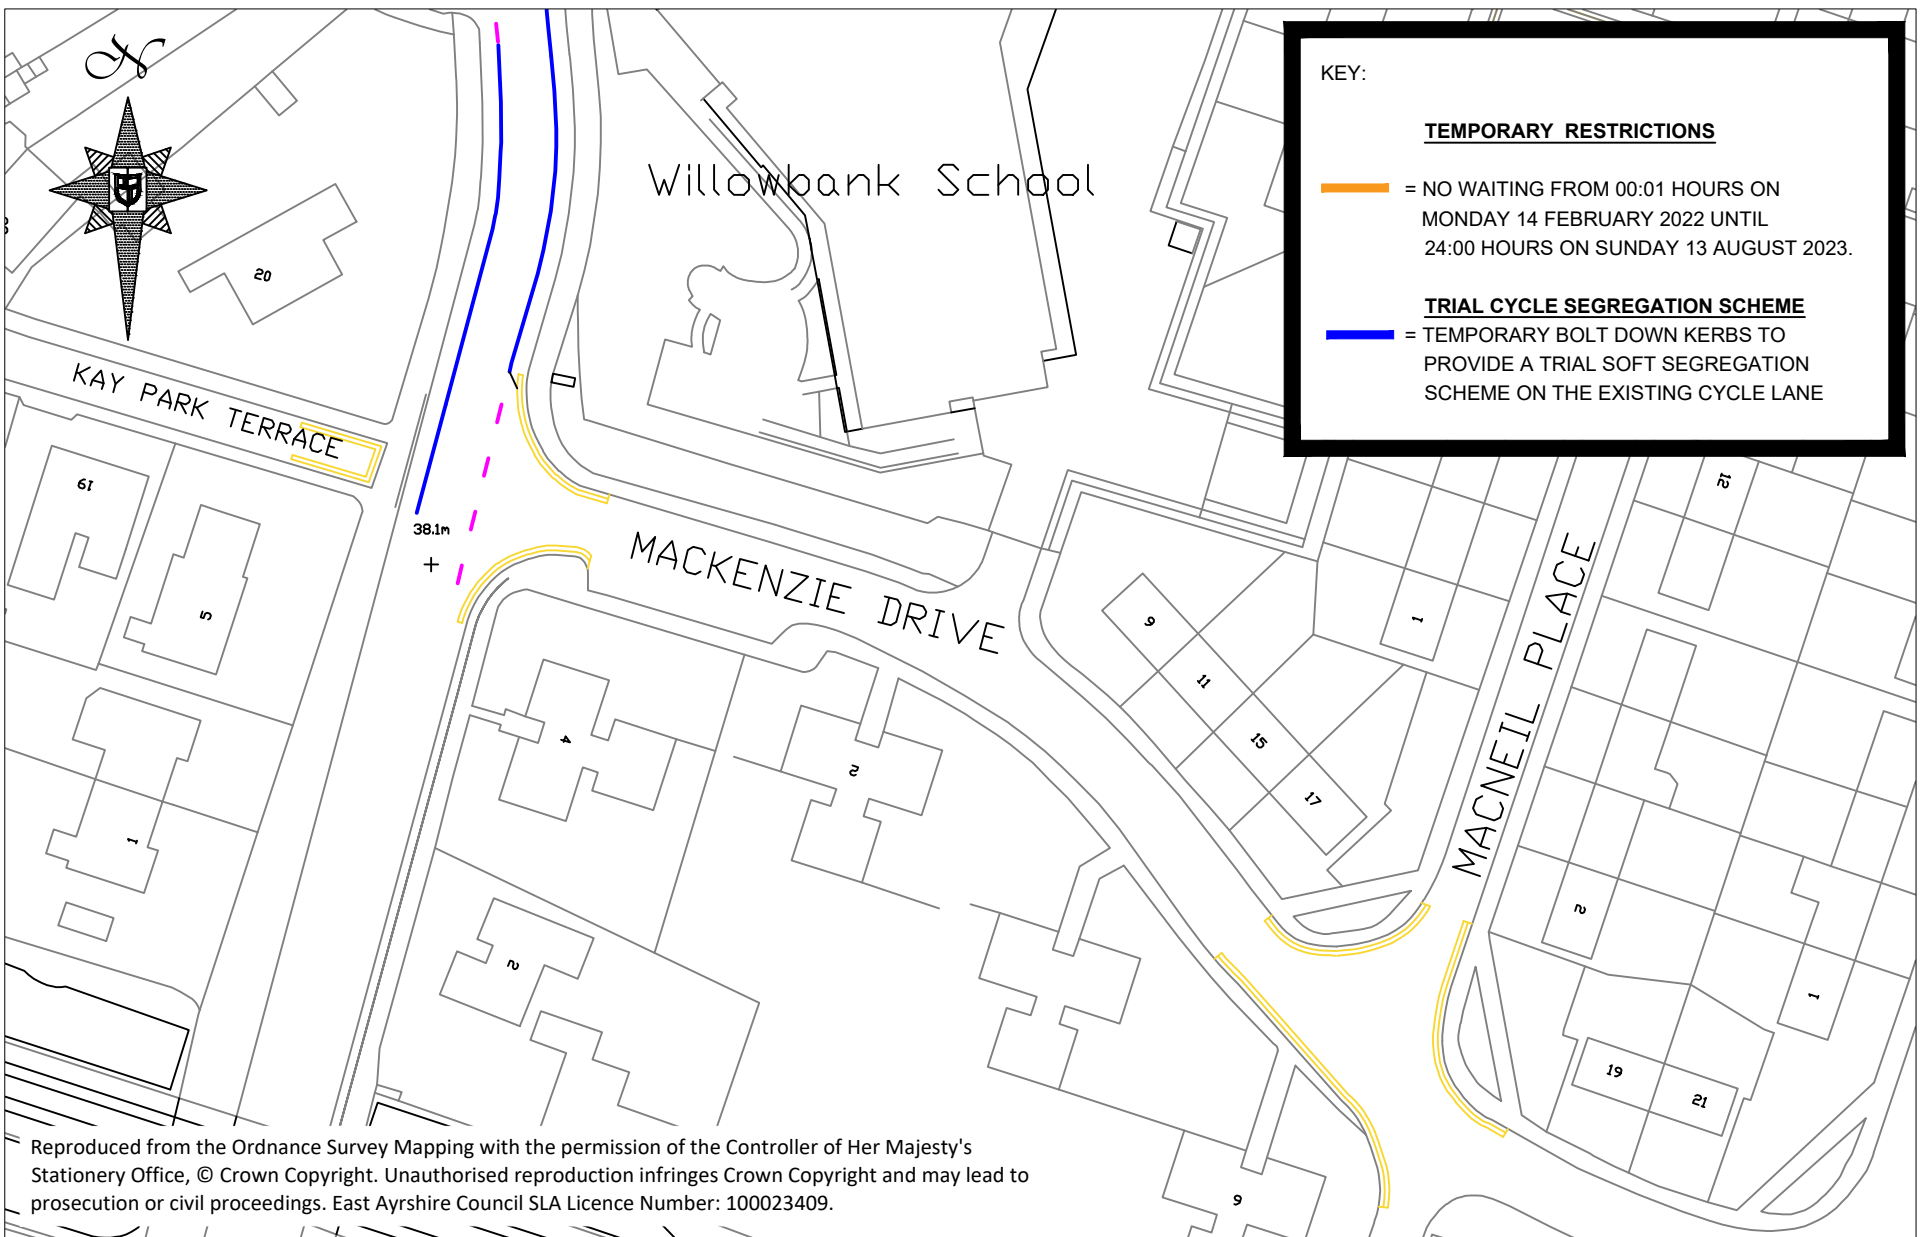 N
KEY:
TEMPORARY RESTRICTIONS
= NO WAITING FROM 00:01 HOURS ON
MONDAY 14 FEBRUARY 2022 UNTIL
24:00 HOURS ON SUNDAY 13 AUGUST 2023.
TRIAL CYCLE SEGREGATION SCHEME
= TEMPORARY BOLT DOWN KERBS TO
PROVIDE A TRIAL SOFT SEGREGATION
SCHEME ON THE EXISTING CYCLE LANE
Willowbank School
20
KAY PARK TERRACE
19
5
1
38.1m
MACKENZIE DRIVE
4
2
2
9
11
15
17
1
MACNEIL PLACE
12
2
1
19
21
9
Reproduced from the Ordnance Survey Mapping with the permission of the Controller of Her Majesty's
Stationery Office, © Crown Copyright. Unauthorised reproduction infringes Crown Copyright and may lead to
prosecution or civil proceedings. East Ayrshire Council SLA Licence Number: 100023409.